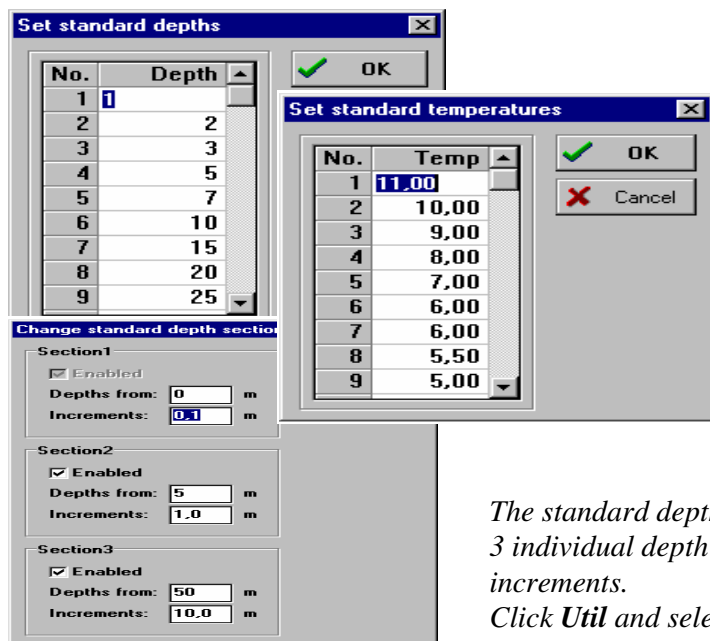 Set standard depths
OK
No. Depth
1 1
2 2
3 3
4 5
5 7
6 10
7 15
8 20
9 25
Set standard temperatures
OK
Cancel
No. Temp
1 11,00
2 10,00
3 9,00
4 8,00
5 7,00
6 6,00
7 6,00
8 5,50
9 5,00
Change standard depth section
Section1
Enabled
Depths from: 0 m
Increments: 0,1 m
Section2
Enabled
Depths from: 5 m
Increments: 1,0 m
Section3
Enabled
Depths from: 50 m
Increments: 10,0 m
The standard dept
3 individual depth
increments.
Click Util and sele